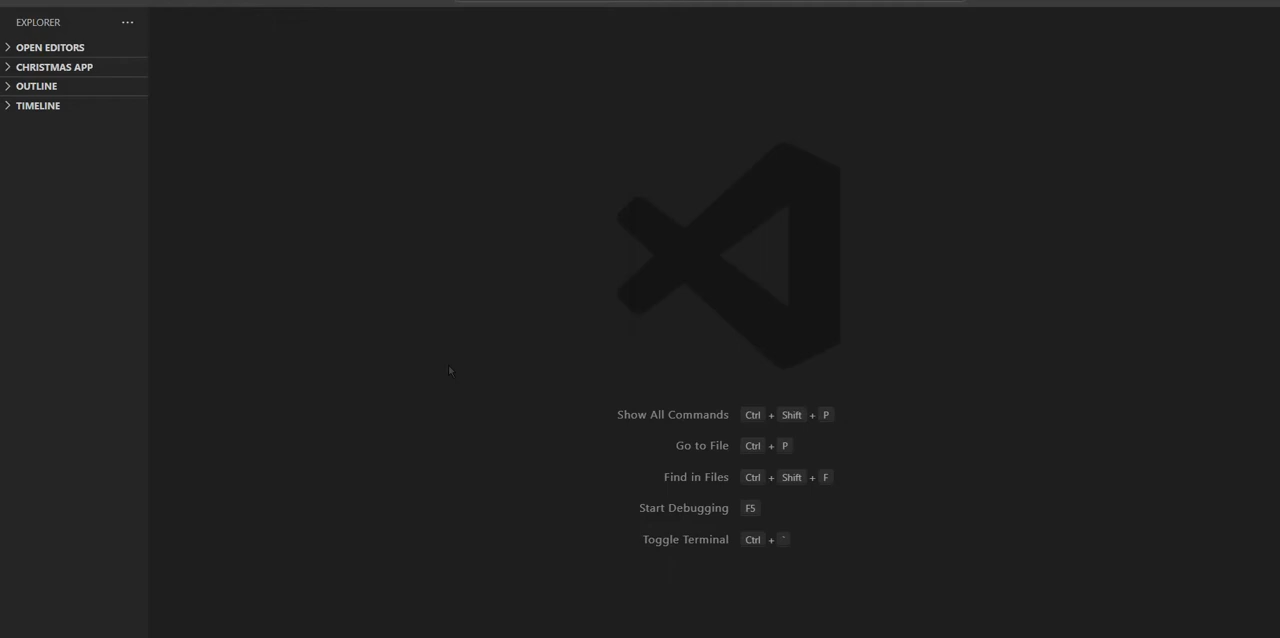 EXPLORER ...
OPEN EDITORS
CHRISTMAS APP
OUTLINE
TIMELINE
Show All Commands Ctrl + Shift + P
Go to File Ctrl + P
Find in Files Ctrl + Shift + F
Start Debugging F5
Toggle Terminal Ctrl + `